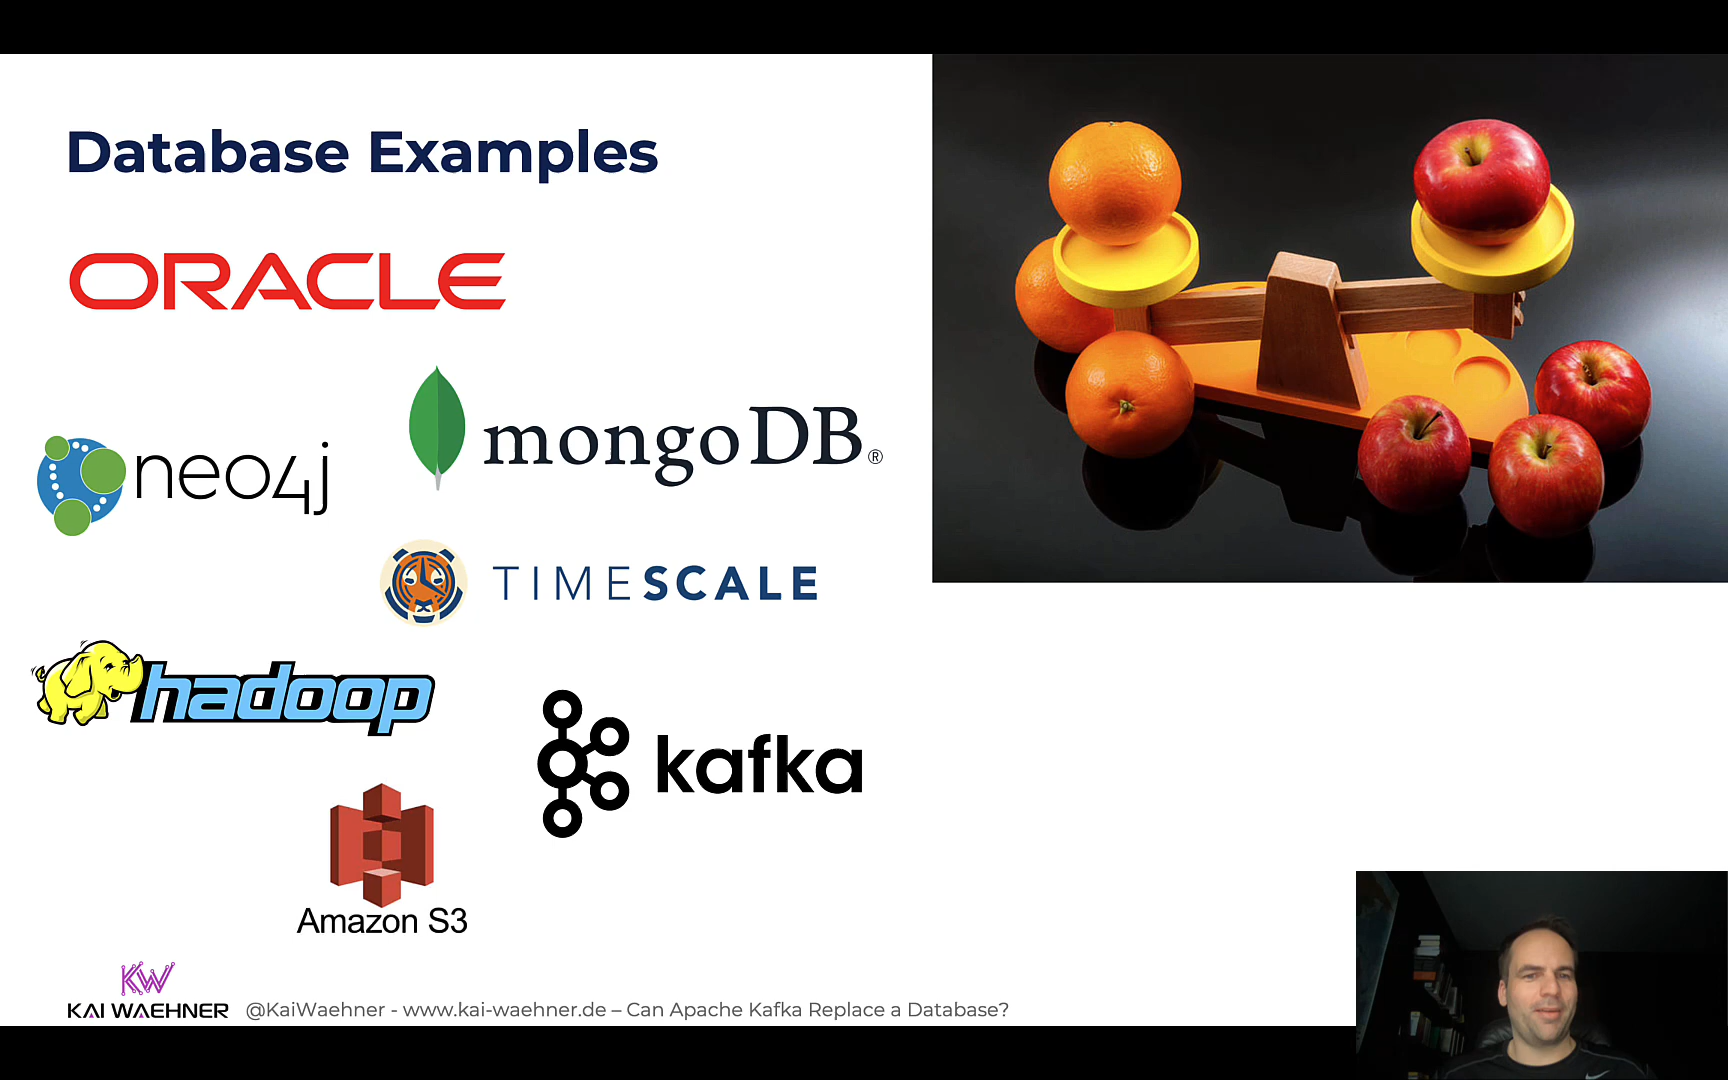 Database Examples
ORACLE
mongoDB®
neo4j
TIMESCALE
hadoop
kafka
Amazon S3
KW
KAI WAEHNER
@KaiWaehner - www.kai-waehner.de – Can Apache Kafka Replace a Database?